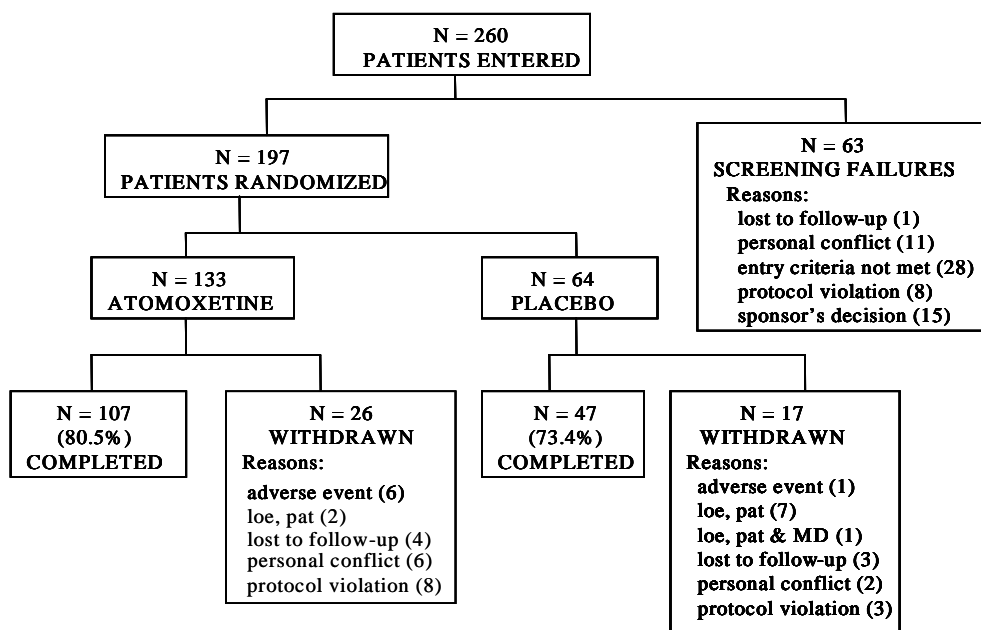 N = 260
PATIENTS ENTERED
N = 197
PATIENTS RANDOMIZED
N = 63
SCREENING FAILURES
Reasons:
lost to follow-up (1)
personal conflict (11)
entry criteria not met (28)
protocol violation (8)
sponsor's decision (15)
N = 133
ATOMOXETINE
N = 64
PLACEBO
N = 107
(80.5%)
COMPLETED
N = 26
WITHDRAWN
Reasons:
adverse event (6)
loe, pat (2)
lost to follow-up (4)
personal conflict (6)
protocol violation (8)
N = 47
(73.4%)
COMPLETED
N = 17
WITHDRAWN
Reasons:
adverse event (1)
loe, pat (7)
loe, pat & MD (1)
lost to follow-up (3)
personal conflict (2)
protocol violation (3)